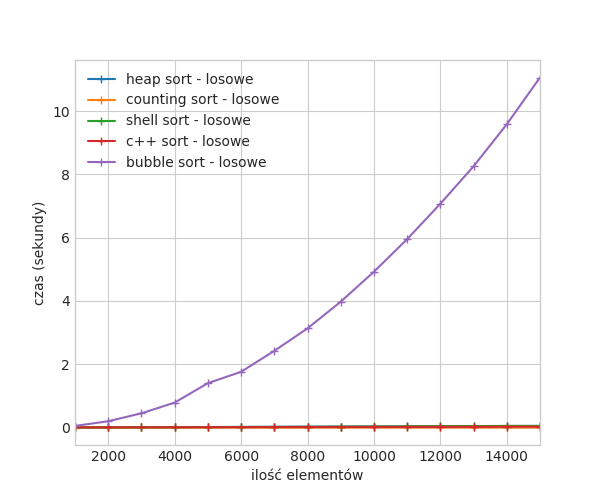 heap sort - losowe
counting sort - losowe
shell sort - losowe
c++ sort - losowe
bubble sort - losowe
10
8
6
4
2
0
czas (sekundy)
2000 4000 6000 8000 10000 12000 14000
ilość elementów